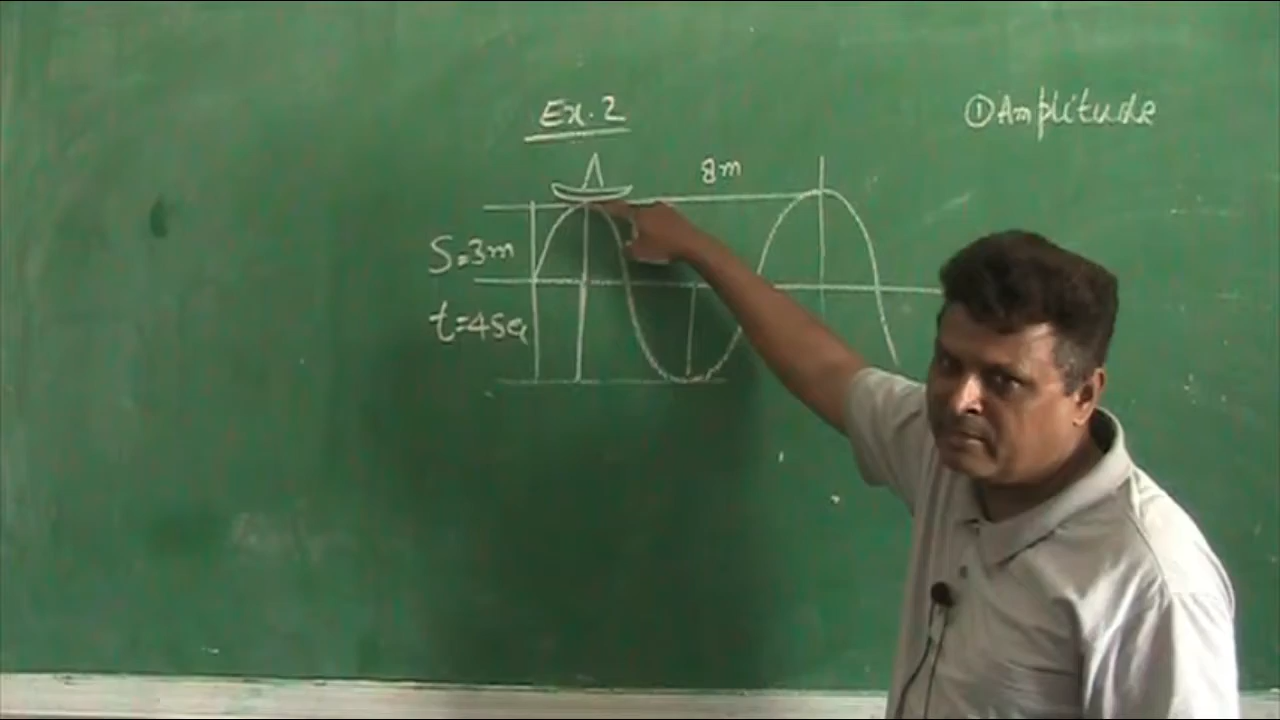 Ex. 2
① Amplitude
8m
S=3m
t=4sec